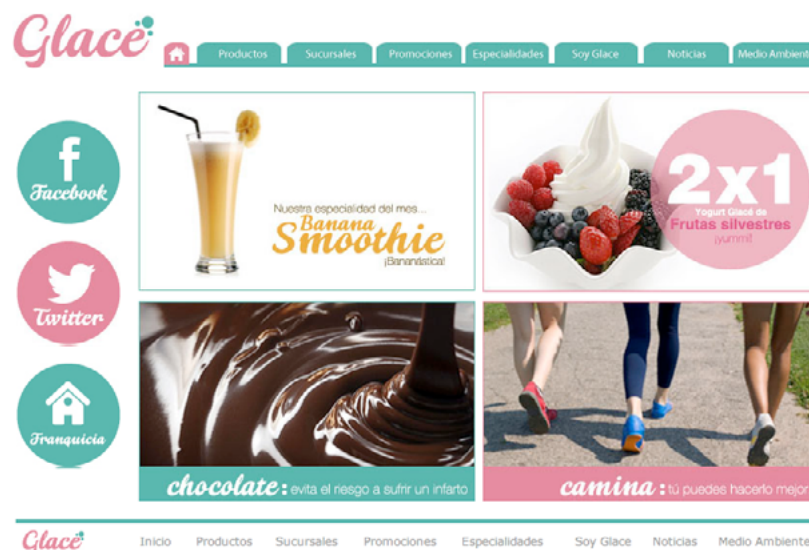 Glacé
Productos
Sucursales
Promociones
Especialidades
Soy Glace
Noticias
Medio Ambiente
Facebook
Twitter
Franquicia
Nuestra especialidad del mes...
Banana
Smoothie
¡Bananástica!
2x1
Yogurt Glacé de
Frutas silvestres
¡yummi!
chocolate: evita el riesgo a sufrir un infarto
camina: tú puedes hacerlo mejor
Glacé
Inicio Productos Sucursales Promociones Especialidades Soy Glace Noticias Medio Ambiente